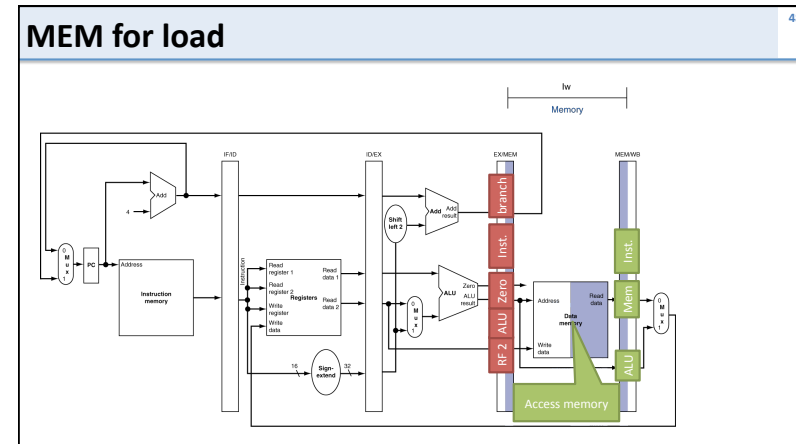 MEM for load
4
lw
Memory
IF/ID
ID/EX
EX/MEM
MEM/WB
Add
4
Shift
left 2
Add
Add
result
branch
Inst.
Inst.
0
M
u
x
1
PC
Address
Instruction
memory
Instruction
Read
register 1
Read
register 2
Write
register
Write
data
Registers
Read
data 1
Read
data 2
0
M
u
x
1
ALU
Zero
ALU
result
Zero
ALU
RF 2
Address
Data
memory
Write
data
Read
data
Mem
ALU
0
M
u
x
1
16
Sign-
extend
32
Access memory